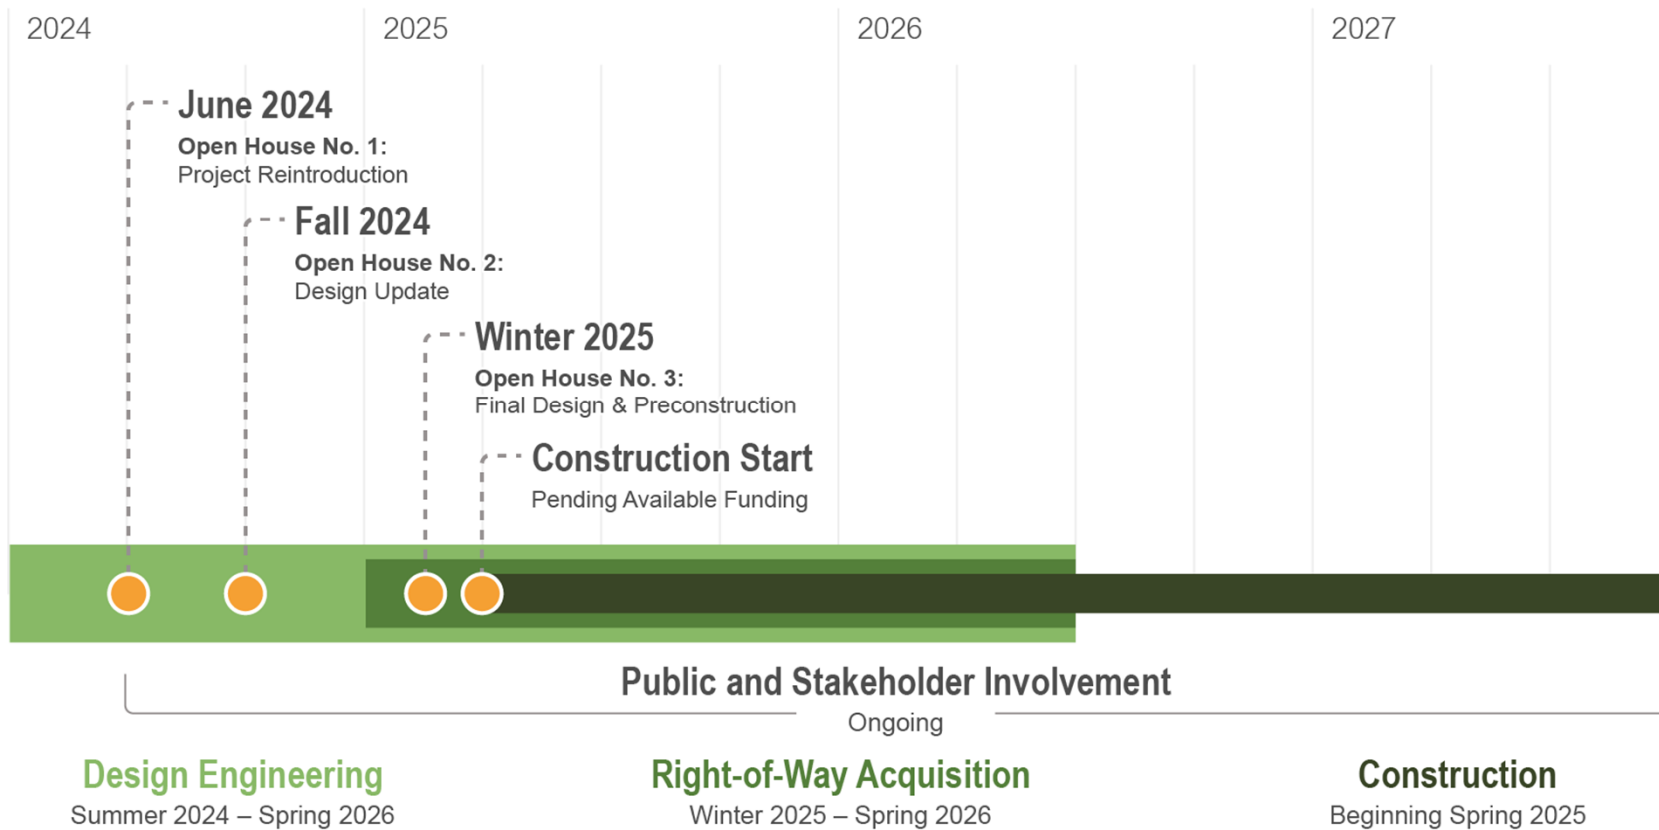 2024
2025
2026
2027
June 2024
Open House No. 1:
Project Reintroduction
Fall 2024
Open House No. 2:
Design Update
Winter 2025
Open House No. 3:
Final Design & Preconstruction
Construction Start
Pending Available Funding
Public and Stakeholder Involvement
Ongoing
Design Engineering
Summer 2024 – Spring 2026
Right-of-Way Acquisition
Winter 2025 – Spring 2026
Construction
Beginning Spring 2025